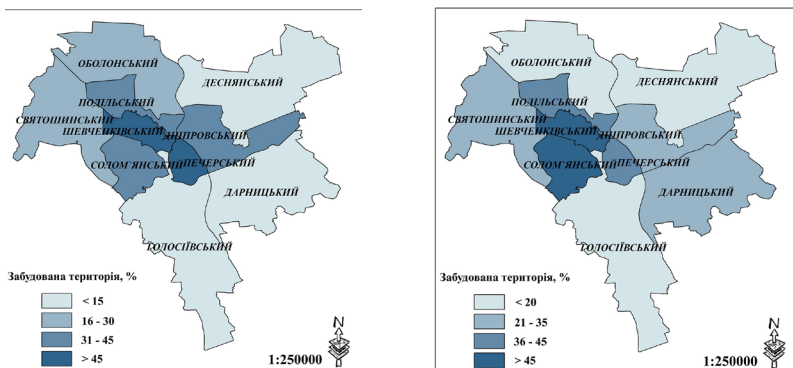 ОБОЛОНСЬКИЙ
ДЕСНЯНСЬКИЙ
ПОДІЛЬСЬКИЙ
СВЯТОШИНСЬКИЙ
ШЕВЧЕНКІВСЬКИЙ
ДНІПРОВСЬКИЙ
СОЛОМ'ЯНСЬКИЙ
ПЕЧЕРСЬКИЙ
ДАРНИЦЬКИЙ
ГОЛОСІЇВСЬКИЙ
Забудована територія, %
< 15
16 - 30
31 - 45
> 45
N
1:250000
ОБОЛОНСЬКИЙ
ДЕСНЯНСЬКИЙ
ПОДІЛЬСЬКИЙ
СВЯТОШИНСЬКИЙ
ШЕВЧЕНКІВСЬКИЙ
ДНІПРОВСЬКИЙ
СОЛОМ'ЯНСЬКИЙ
ПЕЧЕРСЬКИЙ
ДАРНИЦЬКИЙ
ГОЛОСІЇВСЬКИЙ
Забудована територія, %
< 20
21 - 35
36 - 45
> 45
N
1:250000